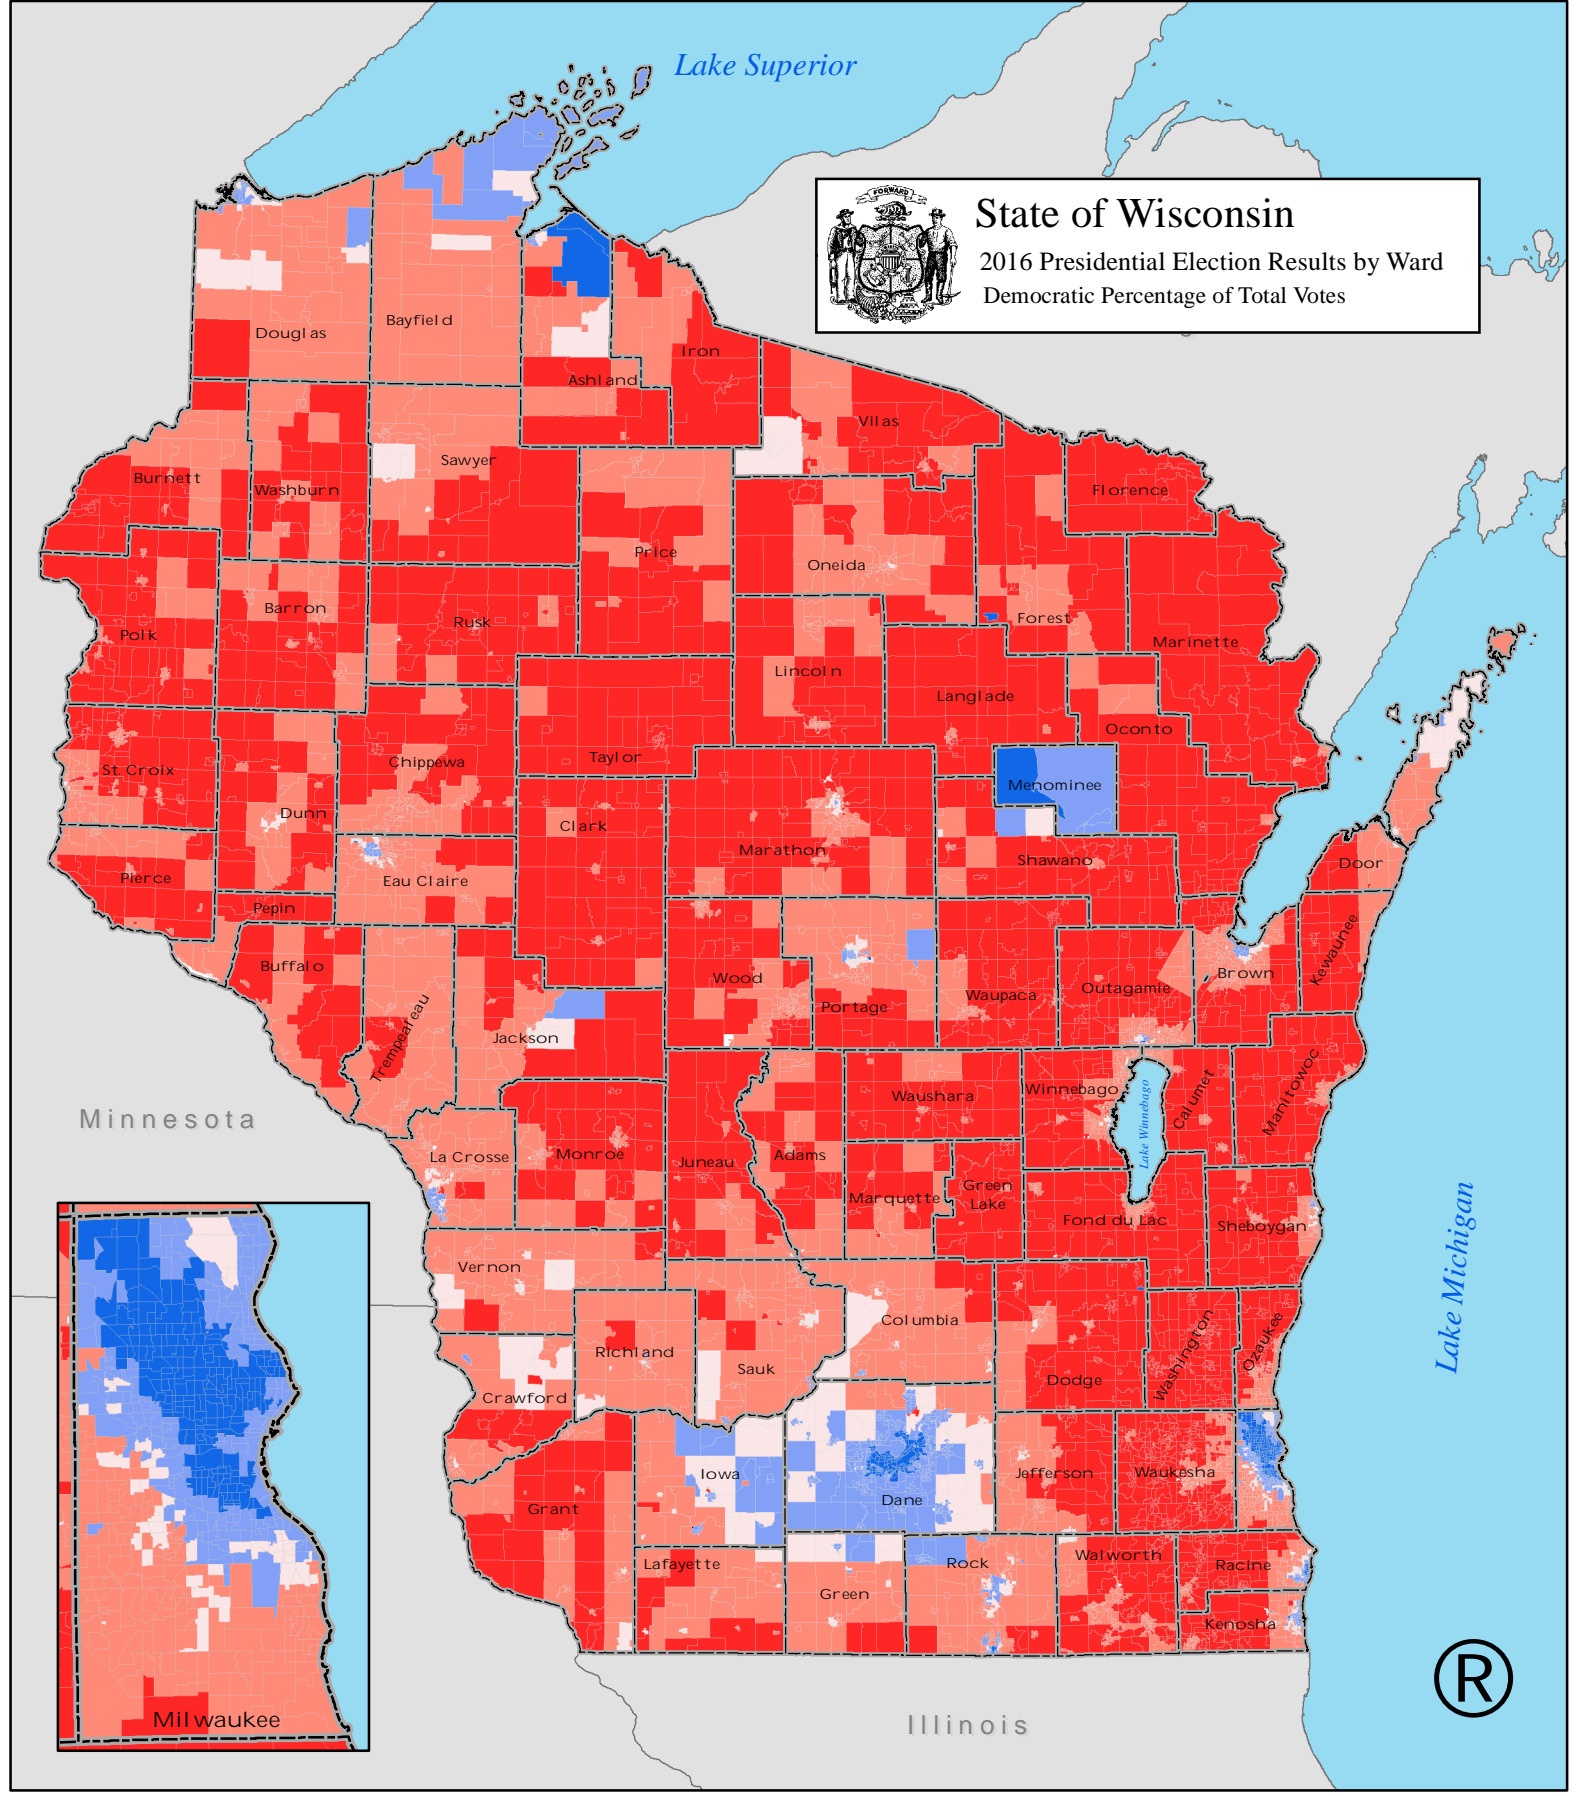 Lake Superior
FORWARD
State of Wisconsin
2016 Presidential Election Results by Ward
Democratic Percentage of Total Votes
Douglas
Bayfield
Iron
Ashland
Vilas
Sawyer
Burnett
Washburn
Florence
Price
Oneida
Barron
Rusk
Forest
Polk
Marinette
Lincoln
Langlade
Oconto
Taylor
Chippewa
St. Croix
Menominee
Dunn
Clark
Marathon
Shawano
Door
Pierce
Eau Claire
Pepin
Buffalo
Wood
Portage
Waupaca
Outagamie
Brown
Kewaunee
Trempealeau
Jackson
Waushara
Winnebago
Lake Winnebago
Calumet
Manitowoc
Minnesota
La Crosse
Monroe
Juneau
Adams
Marquette
Green
Lake
Fond du Lac
Sheboygan
Vernon
Columbia
Richland
Sauk
Dodge
Washington
Ozaukee
Lake Michigan
Crawford
Iowa
Dane
Jefferson
Waukesha
Grant
Lafayette
Green
Rock
Walworth
Racine
Kenosha
Milwaukee
Illinois
®